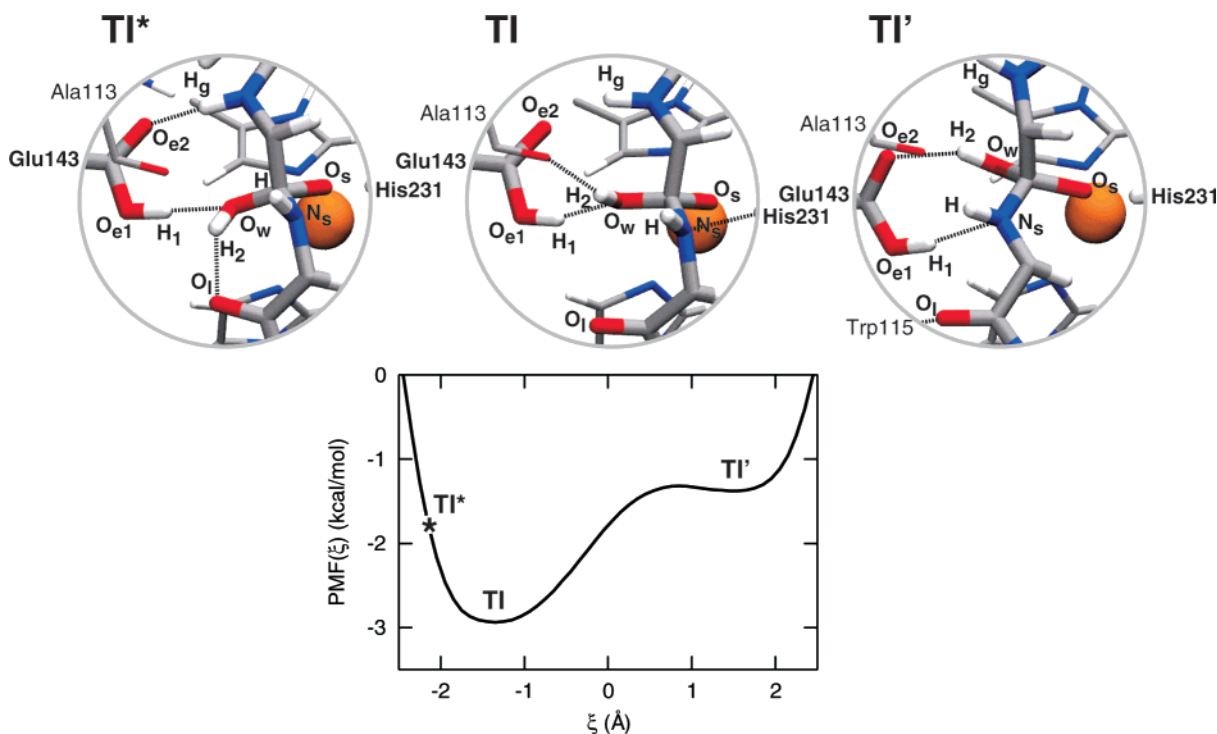 TI*
Hg
Ala113
Oe2
Glu143
H
Os
His231
Oe1
H1
Ow
Ns
H2
Ol
TI
Hg
Oe2
Ala113
Glu143
H2
Os
Oe1
H1
Ow
H
Ns
His231
Ol
TI'
Hg
Ala113
Oe2
H2
Ow
Glu143
Os
His231
H
Ns
Oe1
H1
Ol
Trp115
0
-1
-2
-3
PMF(ξ) (kcal/mol)
TI*
*
TI
TI'
-2 -1 0 1 2
ξ (Å)